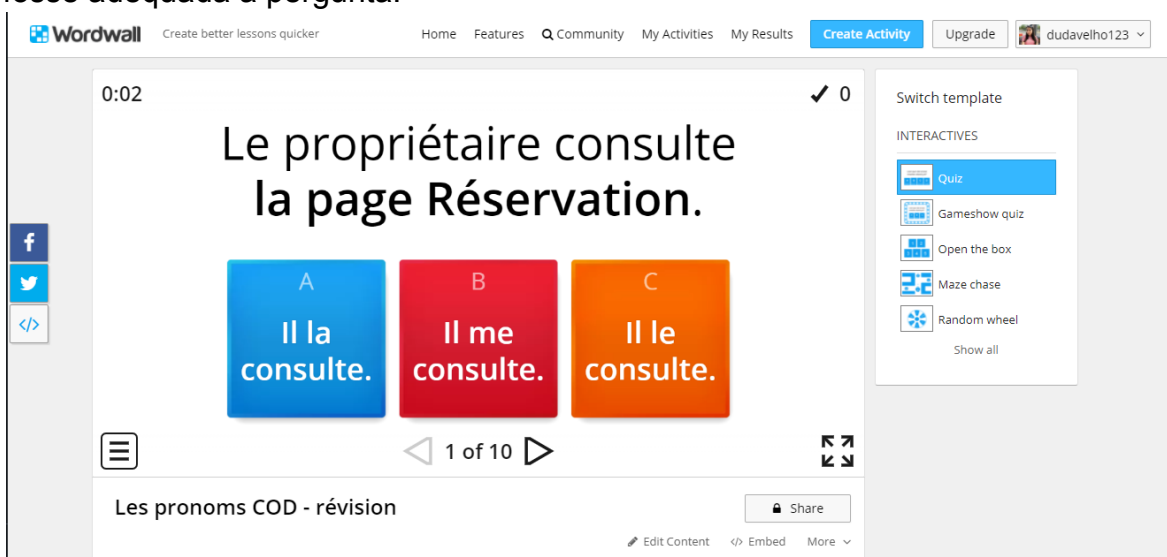 Wordwall
Create better lessons quicker
Home Features Community My Activities My Results Create Activity Upgrade dudavelho123
0:02
0
Le propriétaire consulte
la page Réservation.
A
Il la
consulte.
B
Il me
consulte.
C
Il le
consulte.
1 of 10
Les pronoms COD - révision
Share
Edit Content </> Embed More
Switch template
INTERACTIVES
Quiz
Gameshow quiz
Open the box
Maze chase
Random wheel
Show all
f
</>